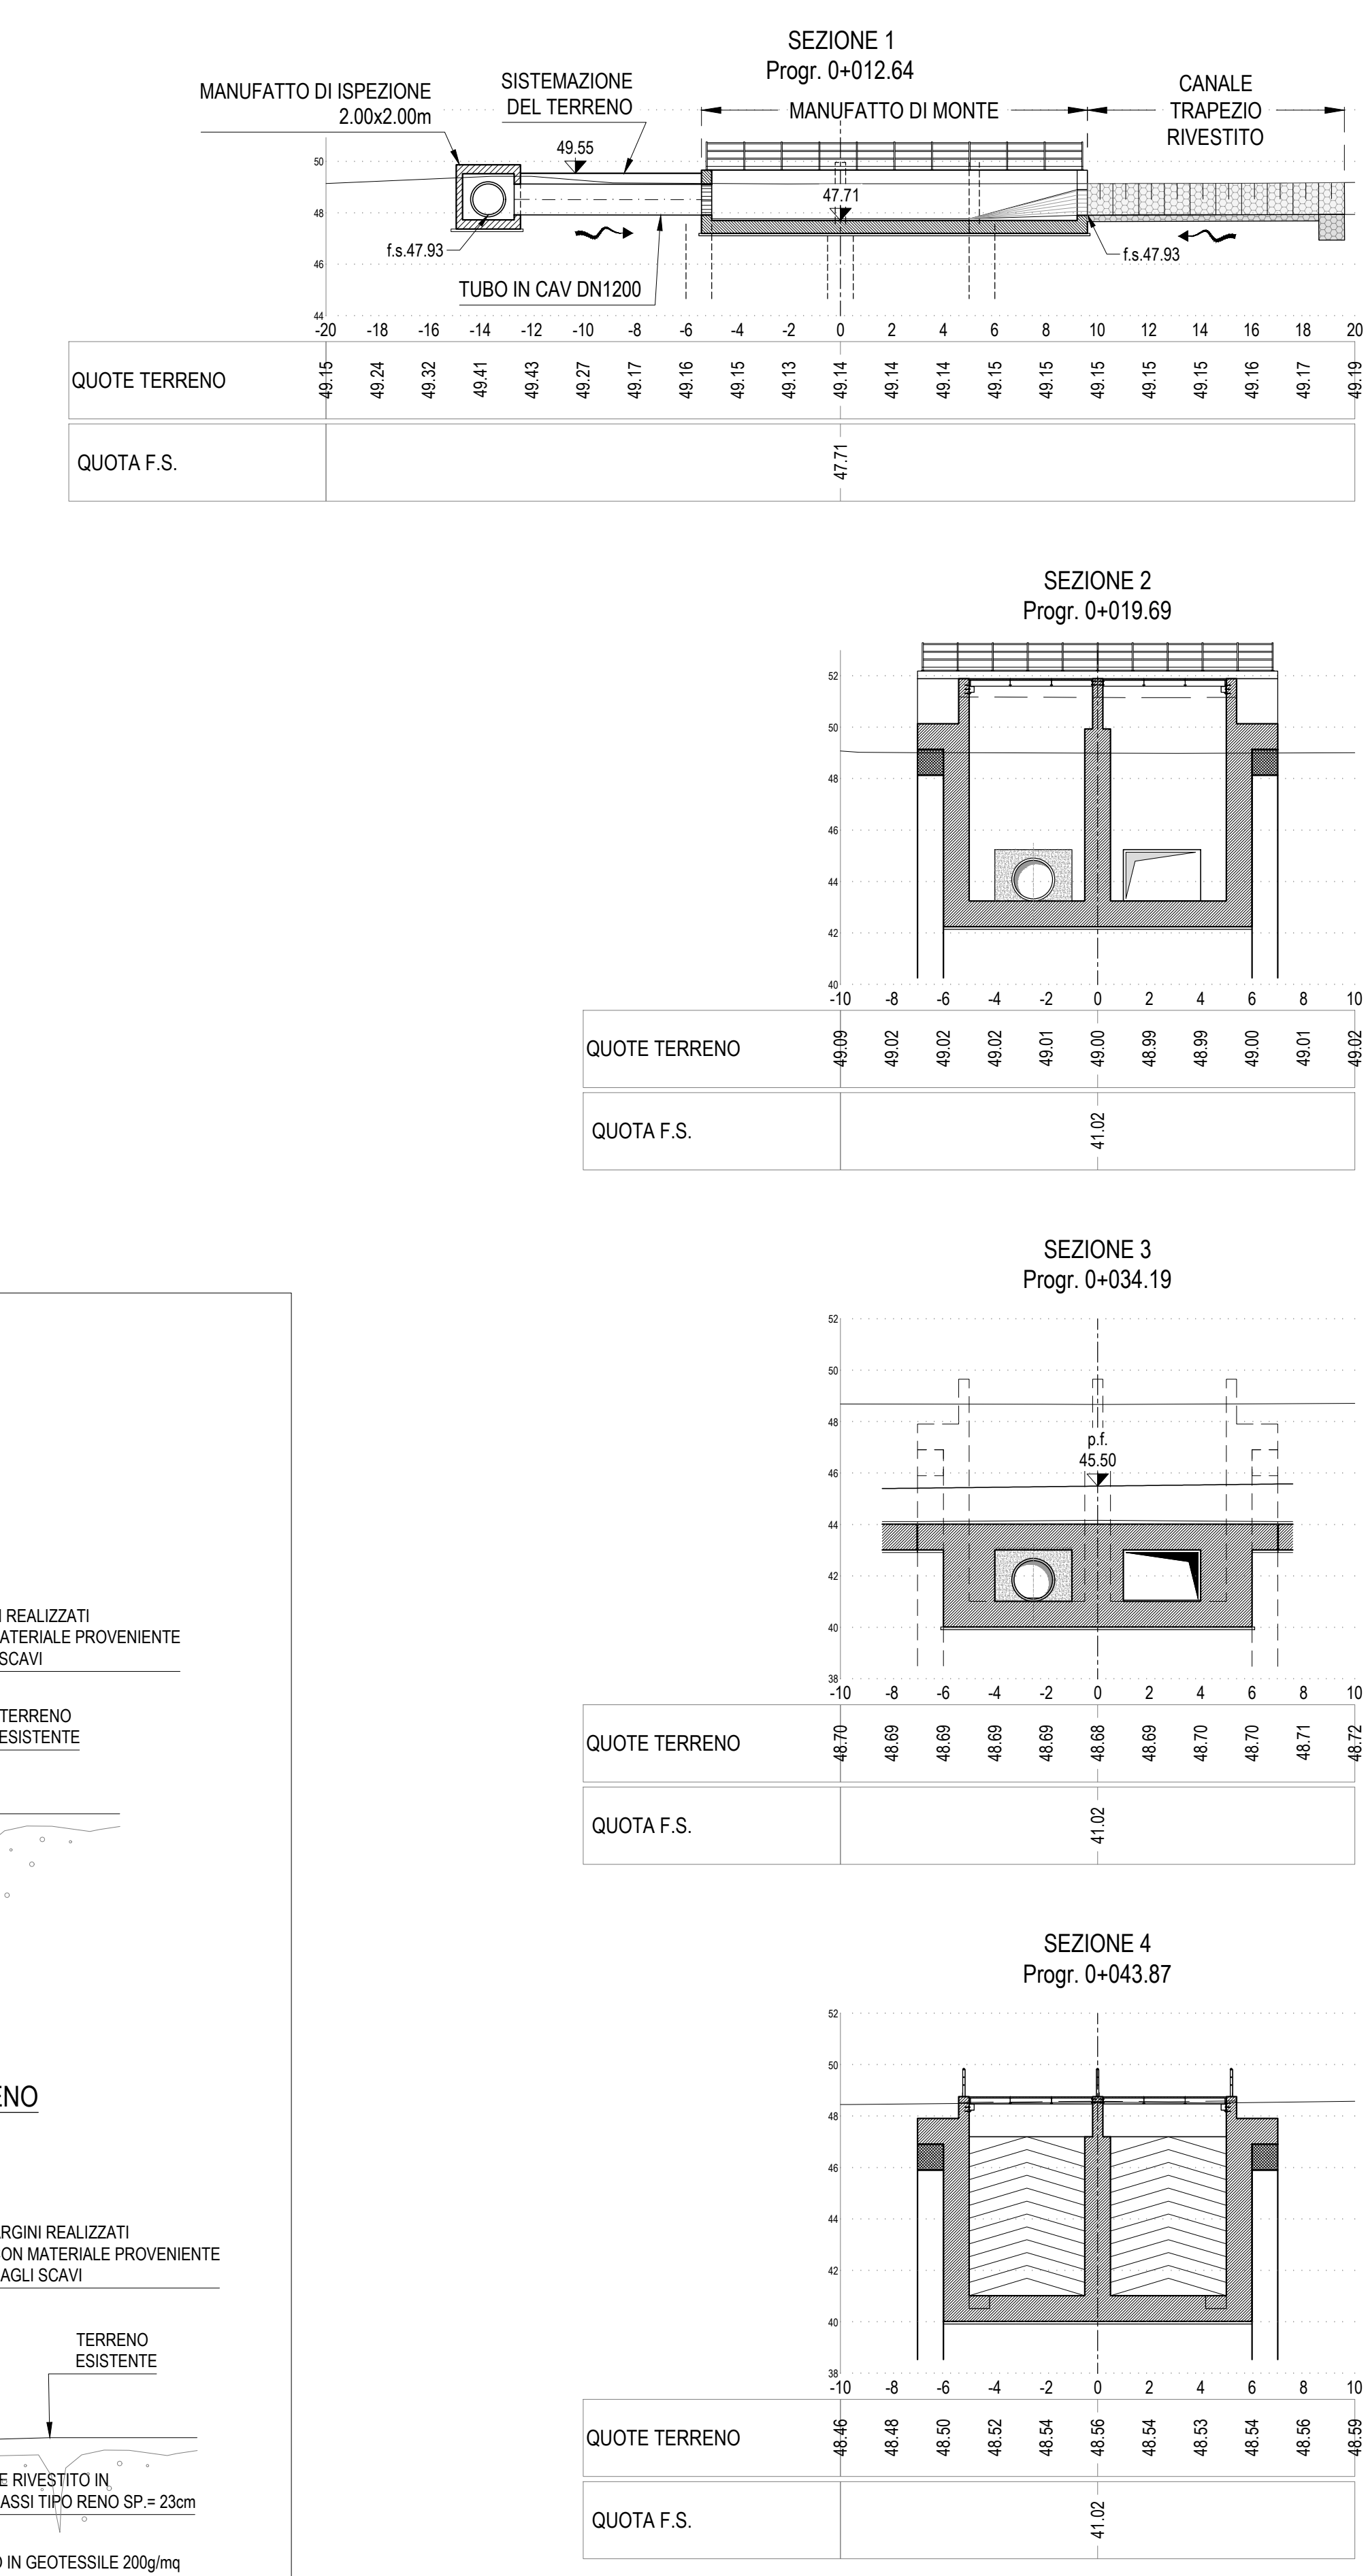 SEZIONE 1
Progr. 0+012.64
MANUFATTO DI ISPEZIONE
2.00x2.00m
SISTEMAZIONE
DEL TERRENO
MANUFATTO DI MONTE
CANALE
TRAPEZIO
RIVESTITO
49.55
47.71
f.s.47.93
f.s.47.93
TUBO IN CAV DN1200
50
48
46
44
-20 -18 -16 -14 -12 -10 -8 -6 -4 -2 0 2 4 6 8 10 12 12 14 16 18 20
QUOTE TERRENO 49.15 49.24 49.32 49.41 49.43 49.27 49.17 49.16 49.15 49.13 49.14 49.14 49.14 49.15 49.15 49.15 49.15 49.15 49.16 49.17 49.19
QUOTA F.S. 47.71
SEZIONE 2
Progr. 0+019.69
52
50
48
46
44
42
40
-10 -8 -6 -4 -2 0 2 4 6 8 10
QUOTE TERRENO 49.09 49.02 49.02 49.02 49.01 49.00 48.99 48.99 49.00 49.01 49.02
QUOTA F.S. 41.02
SEZIONE 3
Progr. 0+034.19
52
50
48
p.f.
45.50
46
44
42
40
38
-10 -8 -6 -4 -2 0 2 4 6 8 10
QUOTE TERRENO 48.70 48.69 48.69 48.69 48.69 48.68 48.69 48.70 48.70 48.71 48.72
QUOTA F.S. 41.02
SEZIONE 4
Progr. 0+043.87
52
50
48
46
44
42
40
38
-10 -8 -6 -4 -2 0 2 4 6 8 10
QUOTE TERRENO 48.46 48.48 48.50 48.52 48.54 48.56 48.54 48.53 48.54 48.56 48.59
QUOTA F.S. 41.02
I REALIZZATI
ATERIALE PROVENIENTE
SCAVI
TERRENO
ESISTENTE
ENO
ARGINI REALIZZATI
ON MATERIALE PROVENIENTE
AGLI SCAVI
TERRENO
ESISTENTE
E RIVESTITO IN
ASSI TIPO RENO SP.= 23cm
O IN GEOTESSILE 200g/mq